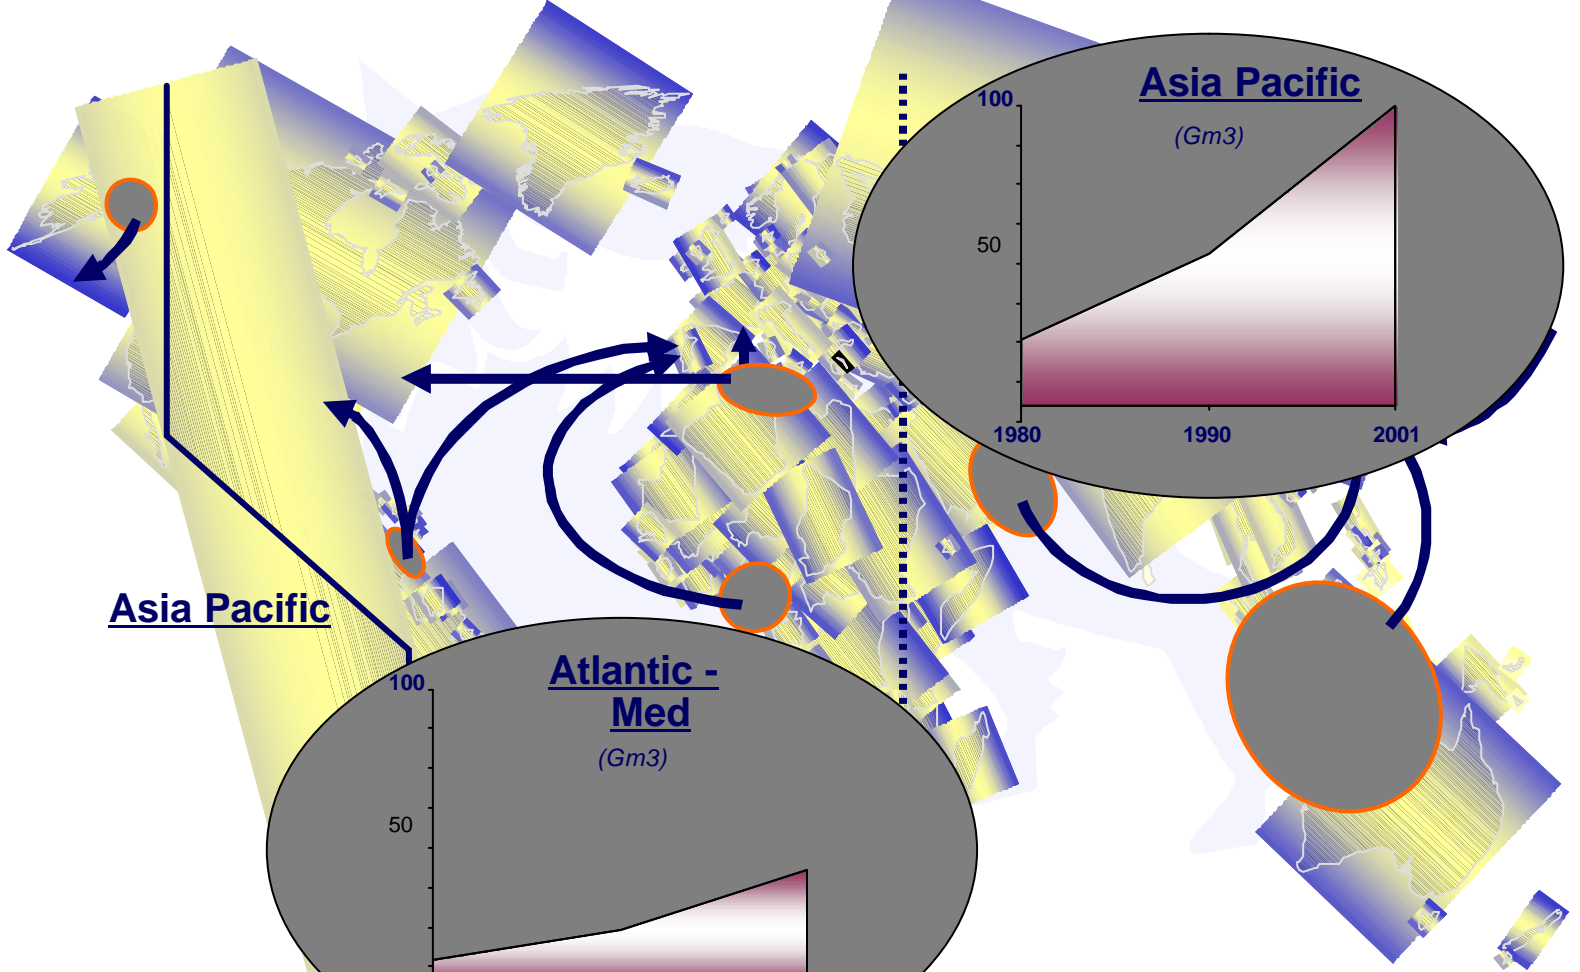 Asia Pacific
(Gm3)
100
50
1980 1990 2001
Asia Pacific
Atlantic -
Med
(Gm3)
100
50